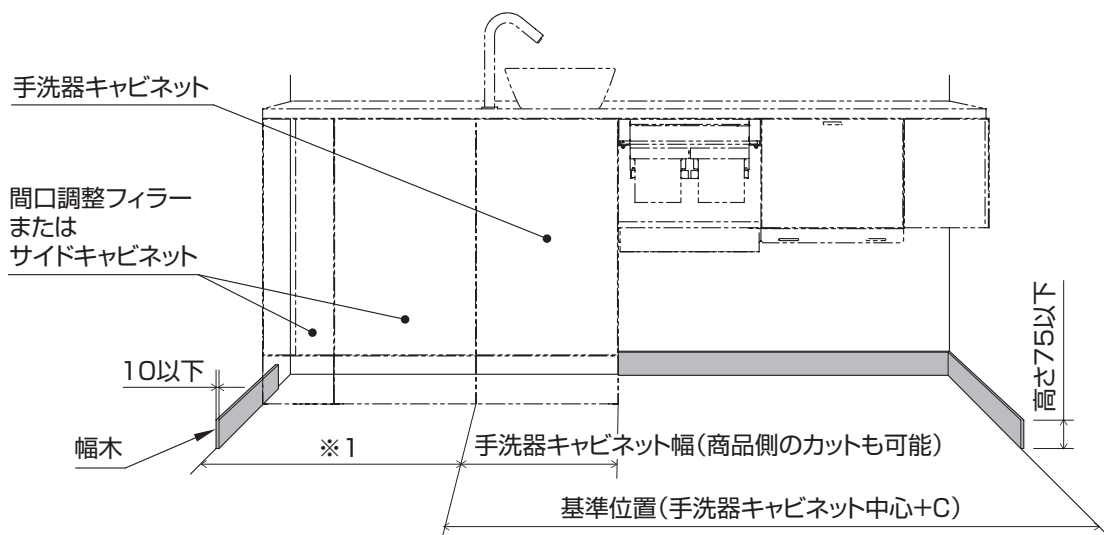 手洗器キャビネット
間口調整フィラー
または
サイドキャビネット
10以下
幅木
※1
手洗器キャビネット幅(商品側のカットも可能)
基準位置(手洗器キャビネット中心+C)
高さ75以下